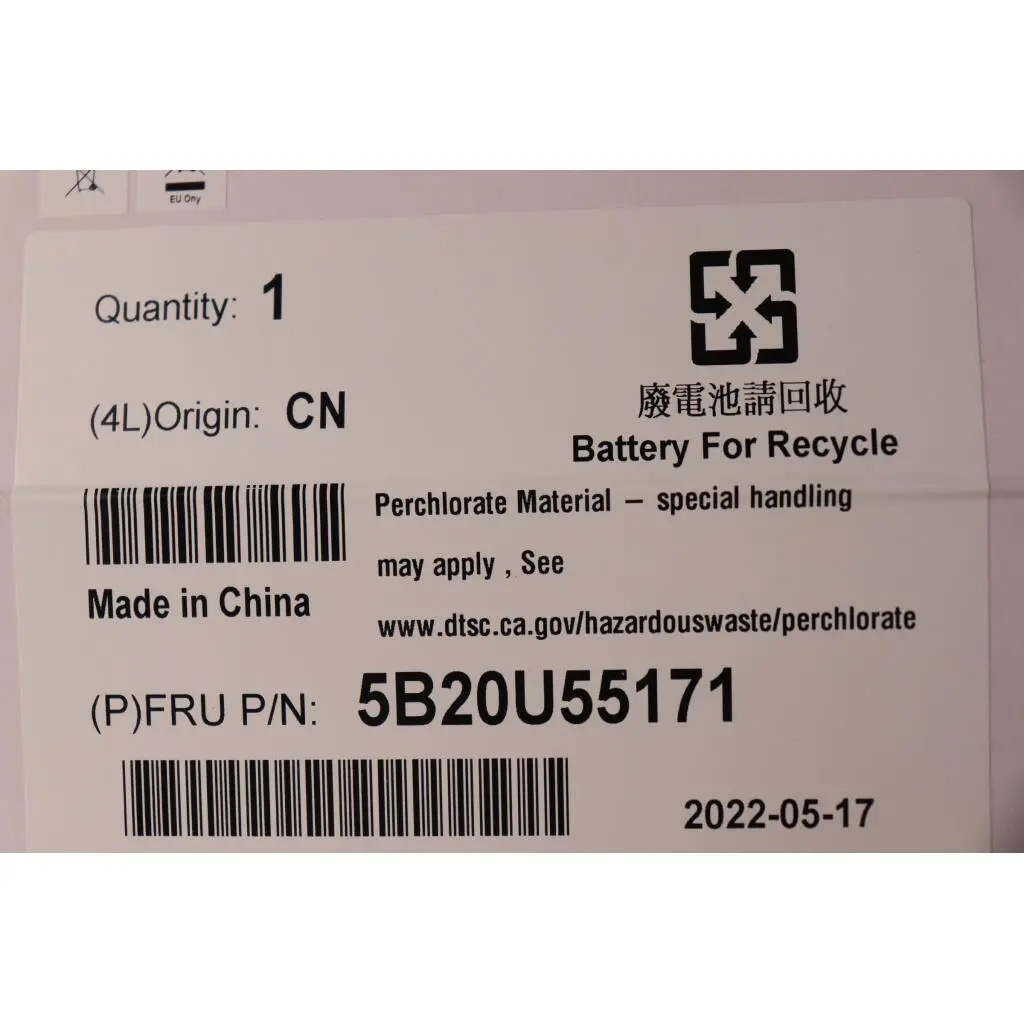 EU Ony
Quantity: 1
廢電池請回收
(4L)Origin: CN
Battery For Recycle
Perchlorate Material – special handling
may apply , See
Made in China
www.dtsc.ca.gov/hazardouswaste/perchlorate
(P)FRU P/N: 5B20U55171
2022-05-17